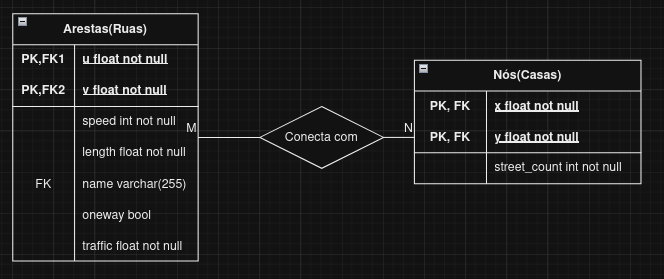 Arestas(Ruas)
PK,FK1 u float not null
PK,FK2 v float not null
speed int not null
length float not null
FK name varchar(255)
oneway bool
traffic float not null
M
Conecta com
N
Nós(Casas)
PK, FK x float not null
PK, FK y float not null
street_count int not null